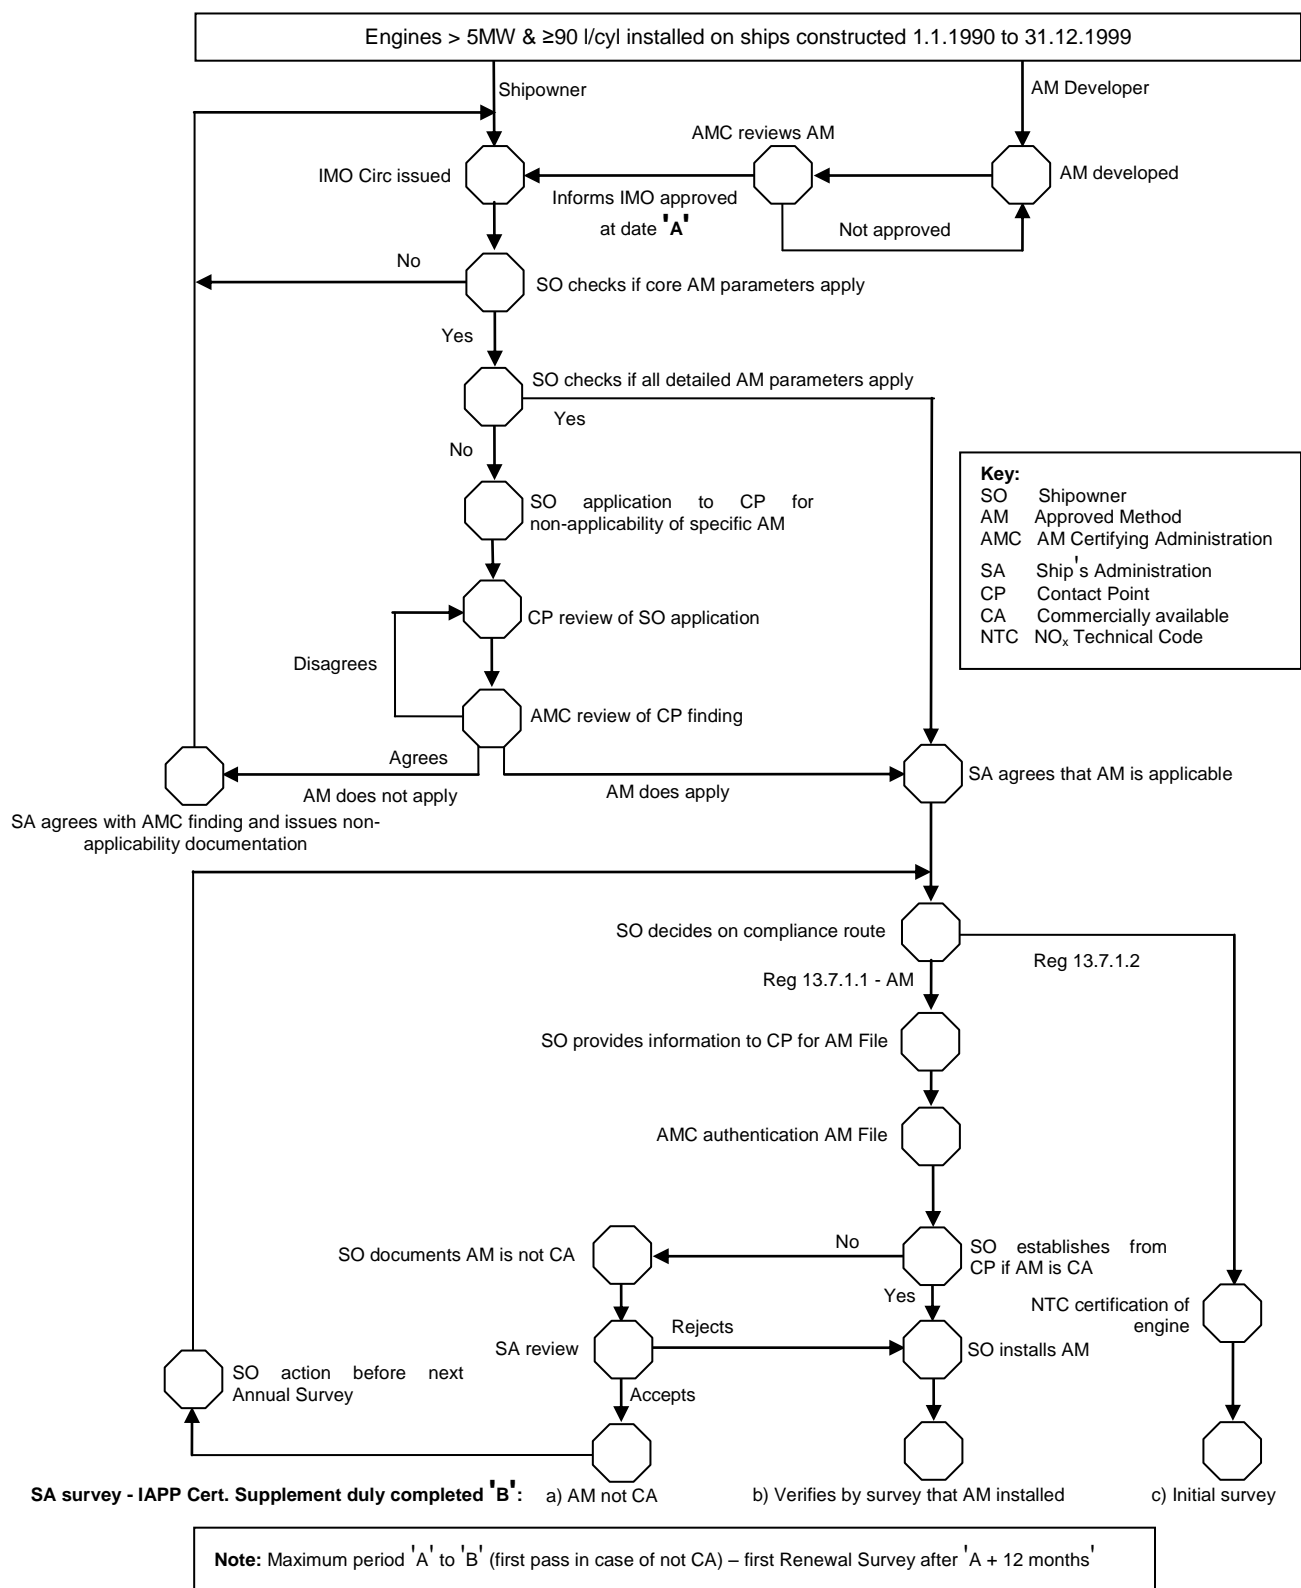 Engines > 5MW & ≥90 l/cyl installed on ships constructed 1.1.1990 to 31.12.1999
Shipowner
AM Developer
AMC reviews AM
IMO Circ issued
AM developed
Informs IMO approved
at date 'A'
Not approved
No
SO checks if core AM parameters apply
Yes
SO checks if all detailed AM parameters apply
Yes
No
Key:
SO Shipowner
AM Approved Method
AMC AM Certifying Administration
SA Ship's Administration
CP Contact Point
CA Commercially available
NTC NOₓ Technical Code
SO application to CP for
non-applicability of specific AM
CP review of SO application
Disagrees
AMC review of CP finding
Agrees
AM does not apply
AM does apply
SA agrees that AM is applicable
SA agrees with AMC finding and issues non-
applicability documentation
SO decides on compliance route
Reg 13.7.1.2
Reg 13.7.1.1 - AM
SO provides information to CP for AM File
AMC authentication AM File
No
SO documents AM is not CA
SO establishes from
CP if AM is CA
Yes
NTC certification of
engine
Rejects
SA review
SO installs AM
SO action before next
Annual Survey
Accepts
SA survey - IAPP Cert. Supplement duly completed 'B': a) AM not CA b) Verifies by survey that AM installed c) Initial survey
Note: Maximum period 'A' to 'B' (first pass in case of not CA) – first Renewal Survey after 'A + 12 months'